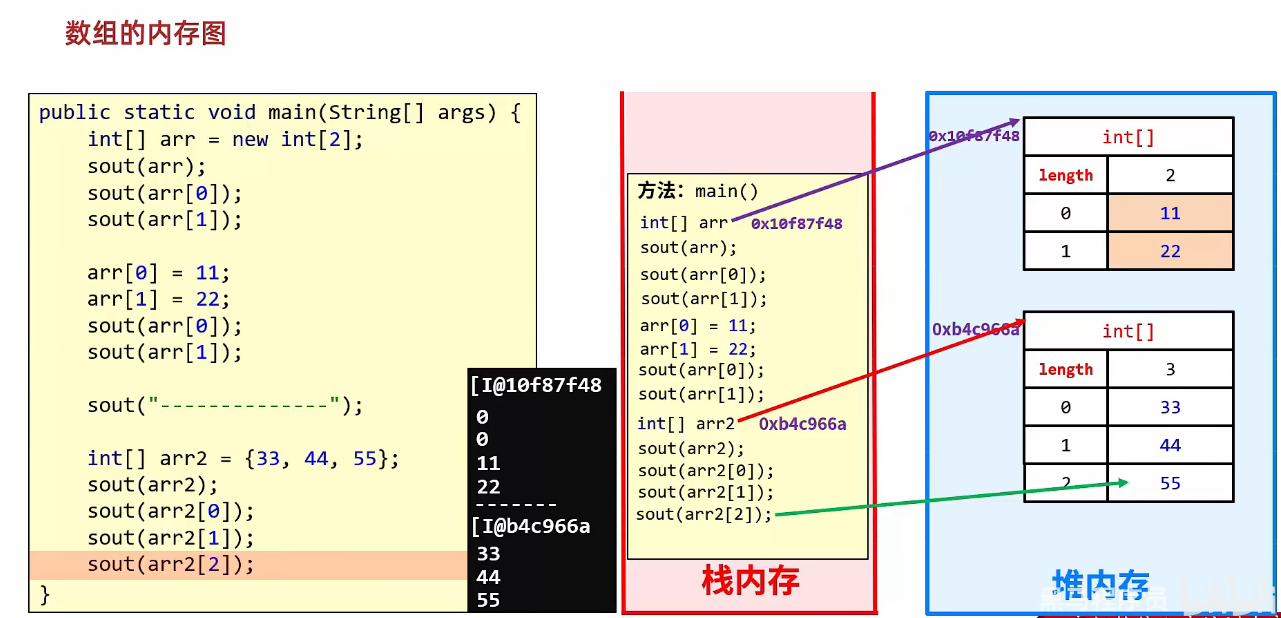 数组的内存图
public static void main(String[] args) {
int[] arr = new int[2];
sout(arr);
sout(arr[0]);
sout(arr[1]);
arr[0] = 11;
arr[1] = 22;
sout(arr[0]);
sout(arr[1]);
sout("--------------");
int[] arr2 = {33, 44, 55};
sout(arr2);
sout(arr2[0]);
sout(arr2[1]);
sout(arr2[2]);
}
[I@10f87f48
0
0
11
22
-------
[I@b4c966a
33
44
55
方法：main()
int[] arr 0x10f87f48
sout(arr);
sout(arr[0]);
sout(arr[1]);
arr[0] = 11;
arr[1] = 22;
sout(arr[0]);
sout(arr[1]);
int[] arr2 0xb4c966a
sout(arr2);
sout(arr2[0]);
sout(arr2[1]);
sout(arr2[2]);
栈内存
0x10f87f48
int[]
length 2
0 11
1 22
0xb4c966a
int[]
length 3
0 33
1 44
2 55
堆内存